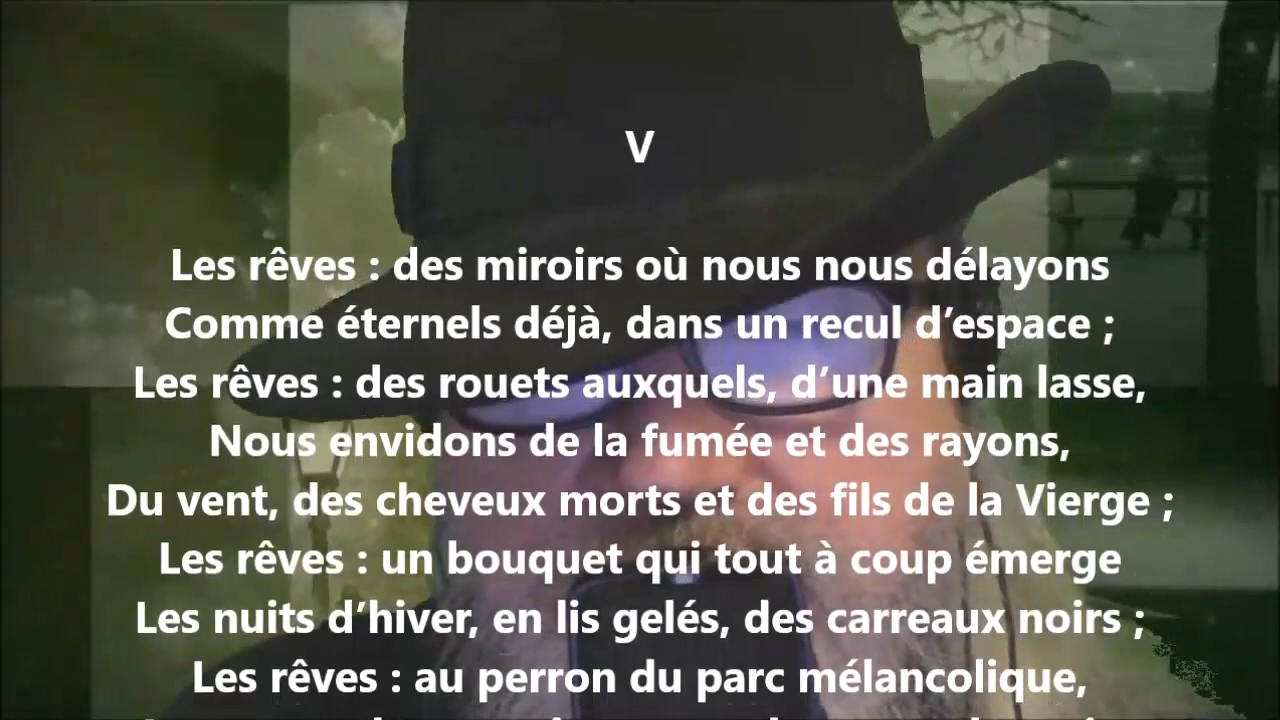 V
Les rêves : des miroirs où nous nous délayons
Comme éternels déjà, dans un recul d’espace ;
Les rêves : des rouets auxquels, d’une main lasse,
Nous envidons de la fumée et des rayons,
Du vent, des cheveux morts et des fils de la Vierge ;
Les rêves : un bouquet qui tout à coup émerge
Les nuits d’hiver, en lis gelés, des carreaux noirs ;
Les rêves : au perron du parc mélancolique,